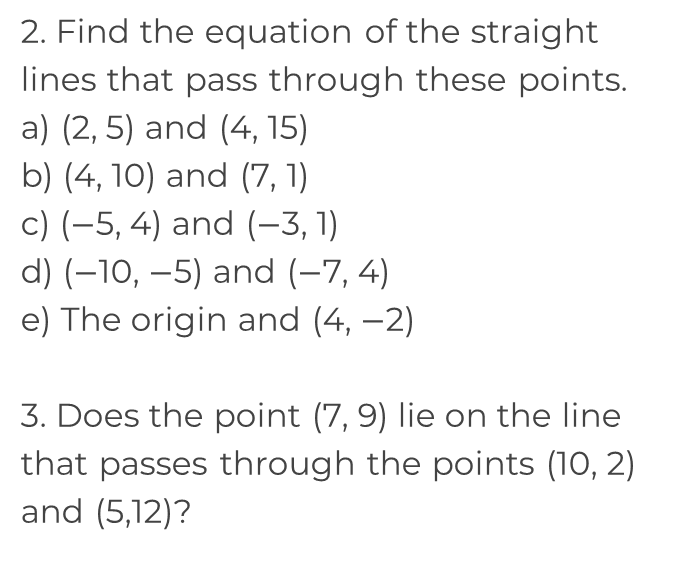 2. Find the equation of the straight
lines that pass through these points.
a) (2, 5) and (4, 15)
b) (4, 10) and (7, 1)
c) (−5, 4) and (−3, 1)
d) (−10, −5) and (−7, 4)
e) The origin and (4, −2)
3. Does the point (7, 9) lie on the line
that passes through the points (10, 2)
and (5,12)?